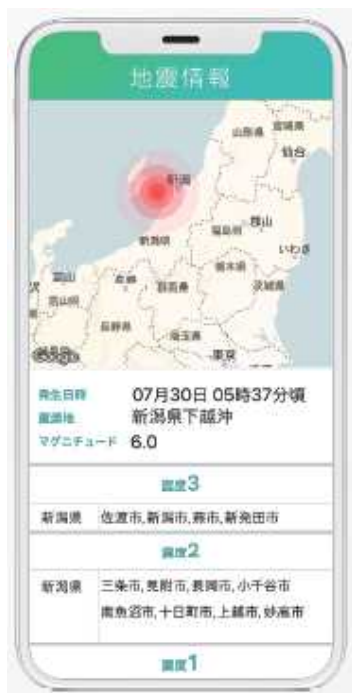 地震情報
山形県
宮城県
仙台
新潟
福島県
郡山
新潟県
いわき
栃木県
富山
長野
群馬県
茨城県
富山県
長野県
埼玉県
東京
Google
発生日時 07月30日 05時37分頃
震源地 新潟県下越沖
マグニチュード 6.0
震度3
新潟県 佐渡市,新潟市,燕市,新発田市
震度2
新潟県 三条市,見附市,長岡市,小千谷市
南魚沼市,十日町市,上越市,妙高市
震度1